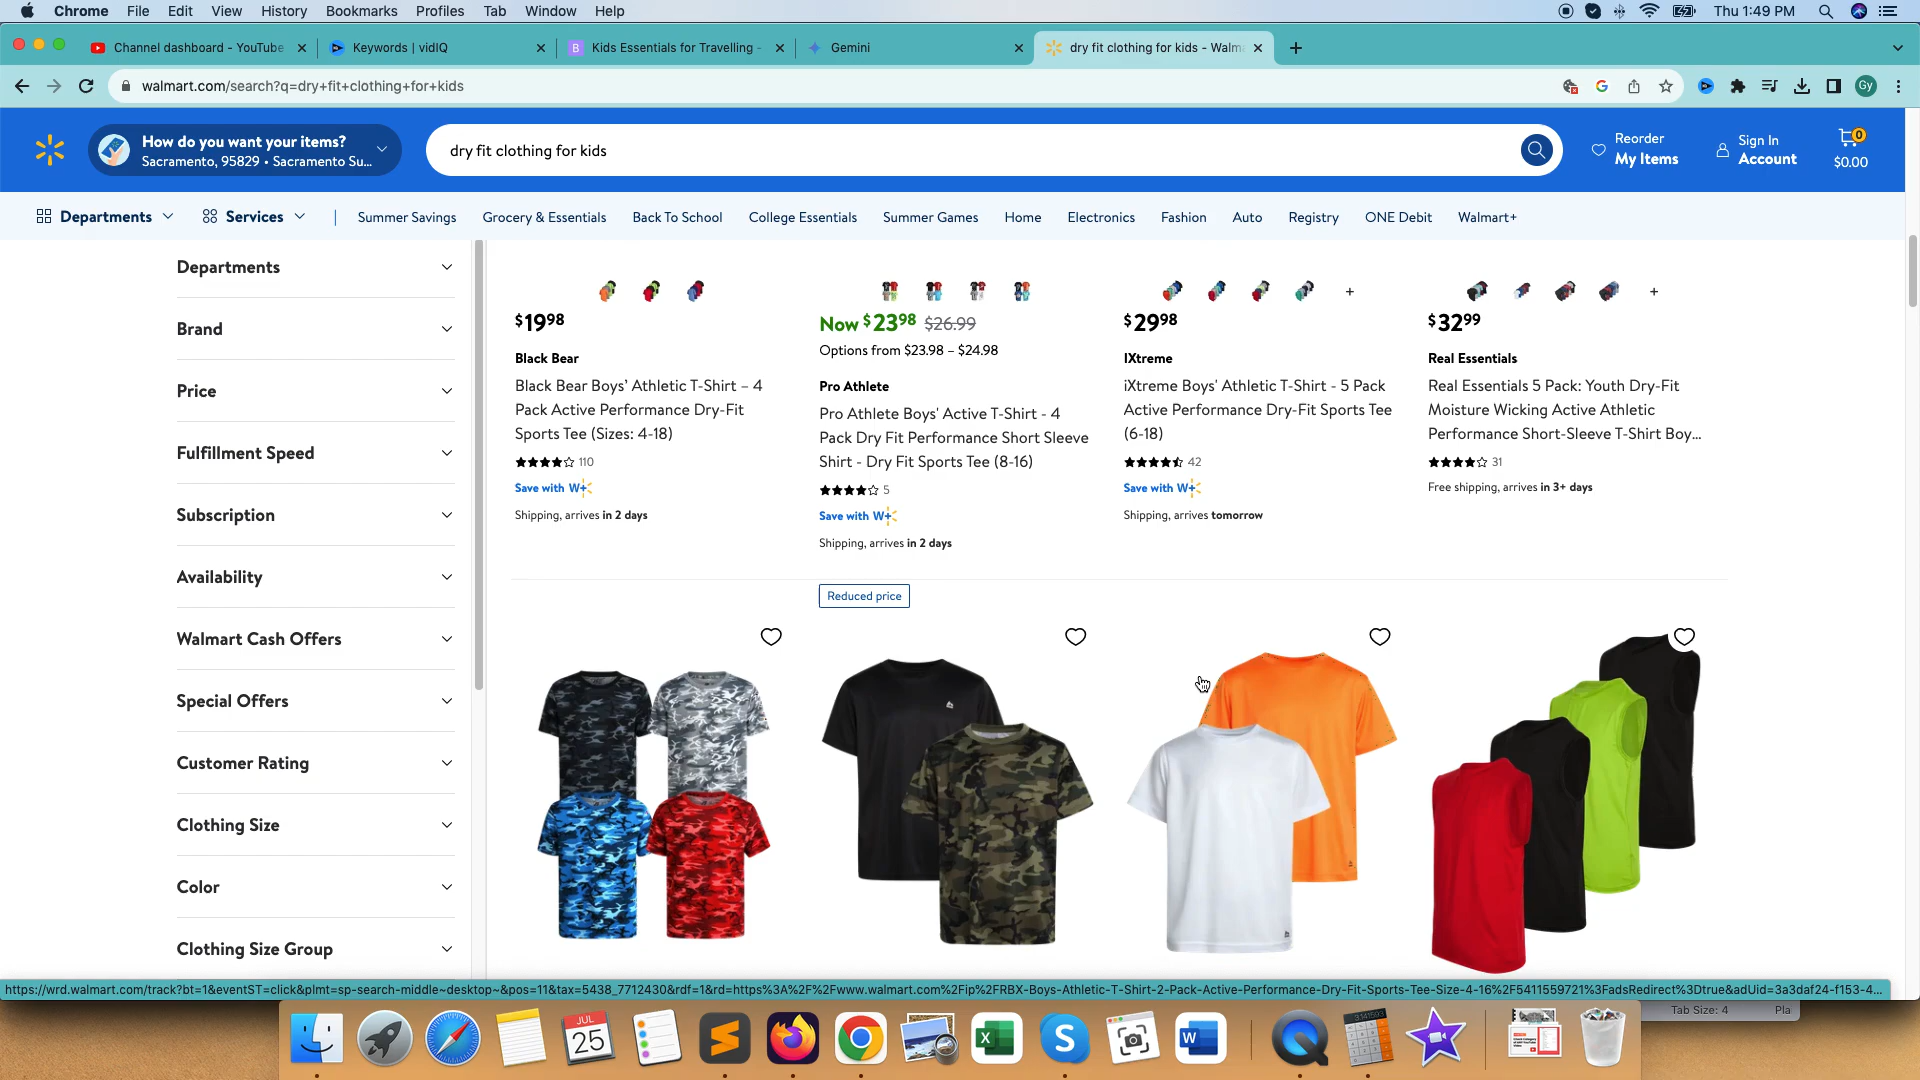 Chrome File Edit View History Bookmarks Profiles Tab Window Help Thu 1:49 PM
Channel dashboard - YouTube
Keywords | vidIQ
Kids Essentials for Travelling -
Gemini
dry fit clothing for kids - Walm
walmart.com/search?q=dry+fit+clothing+for+kids
Gy
How do you want your items?
Sacramento, 95829 • Sacramento Su...
dry fit clothing for kids
Reorder
My Items
Sign In
Account
0
$0.00
Departments
Services
Summer Savings
Grocery & Essentials
Back To School
College Essentials
Summer Games
Home
Electronics
Fashion
Auto
Registry
ONE Debit
Walmart+
Departments
Brand
Price
Fulfillment Speed
Subscription
Availability
Walmart Cash Offers
Special Offers
Customer Rating
Clothing Size
Color
Clothing Size Group
$1998
Black Bear
Black Bear Boys’ Athletic T-Shirt – 4
Pack Active Performance Dry-Fit
Sports Tee (Sizes: 4-18)
110
Save with W+
Shipping, arrives in 2 days
Now $2398 $26.99
Options from $23.98 – $24.98
Pro Athlete
Pro Athlete Boys' Active T-Shirt - 4
Pack Dry Fit Performance Short Sleeve
Shirt - Dry Fit Sports Tee (8-16)
5
Save with W+
Shipping, arrives in 2 days
+
$2998
IXtreme
iXtreme Boys' Athletic T-Shirt - 5 Pack
Active Performance Dry-Fit Sports Tee
(6-18)
42
Save with W+
Shipping, arrives tomorrow
+
$3299
Real Essentials
Real Essentials 5 Pack: Youth Dry-Fit
Moisture Wicking Active Athletic
Performance Short-Sleeve T-Shirt Boy...
31
Free shipping, arrives in 3+ days
Reduced price
https://wrd.walmart.com/track?bt=1&eventST=click&plmt=sp-search-middle~desktop~&pos=11&tax=5438_7712430&rdf=1&rd=https%3A%2F%2Fwww.walmart.com%2Fip%2FRBX-Boys-Athletic-T-Shirt-2-Pack-Active-Performance-Dry-Fit-Sports-Tee-Size-4-16%2F5411559721%3FadsRedirect%3Dtrue&adUid=3a3daf24-f153-4...
Tab Size: 4
Pla
JUL
25